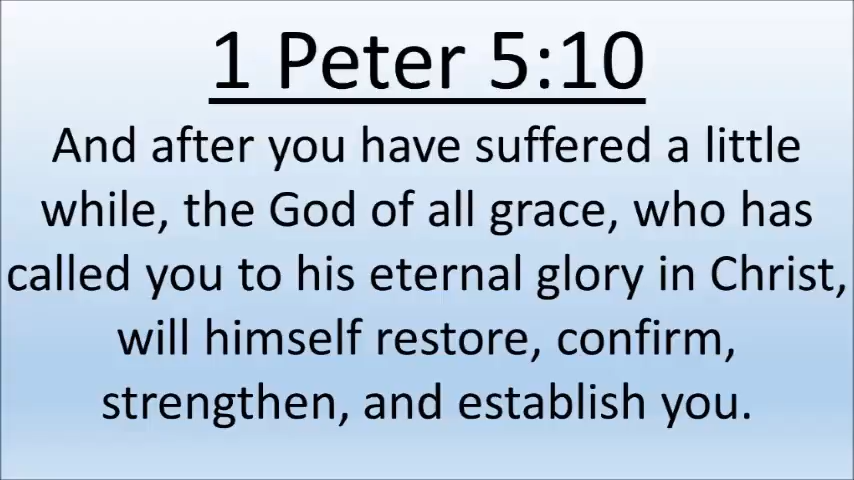 1 Peter 5:10
And after you have suffered a little
while, the God of all grace, who has
called you to his eternal glory in Christ,
will himself restore, confirm,
strengthen, and establish you.